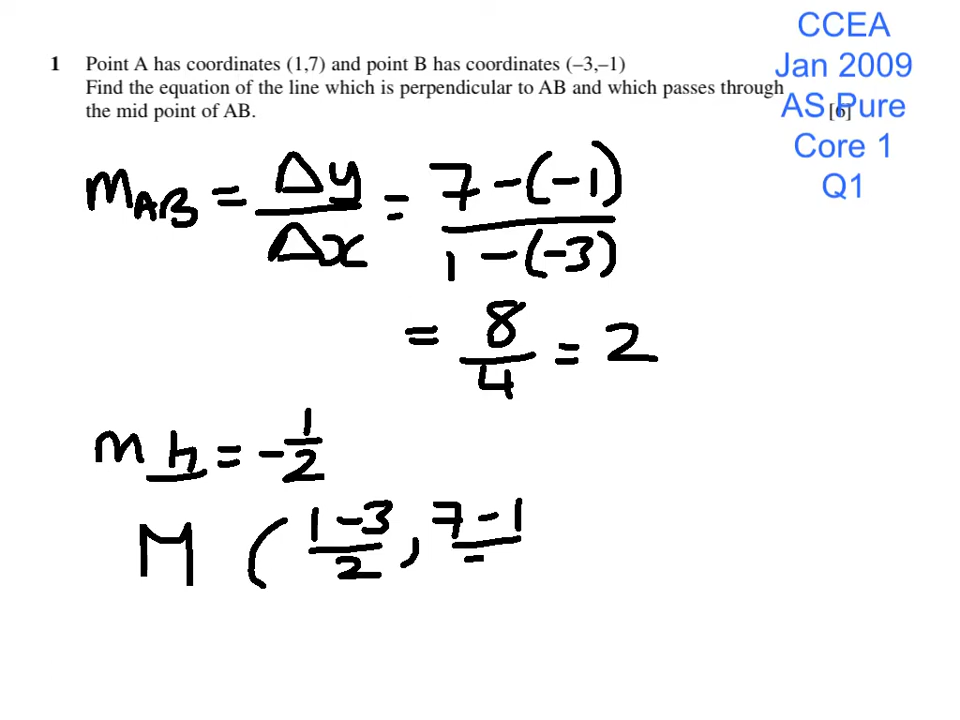 CCEA
Jan 2009
AS Pure
Core 1
Q1
1 Point A has coordinates (1,7) and point B has coordinates (–3,–1)
Find the equation of the line which is perpendicular to AB and which passes through
the mid point of AB. [6]
m_AB = Δy/Δx = 7-(-1)/1-(-3)
= 8/4 = 2
m = -1/2
M (1-3/2, 7-1